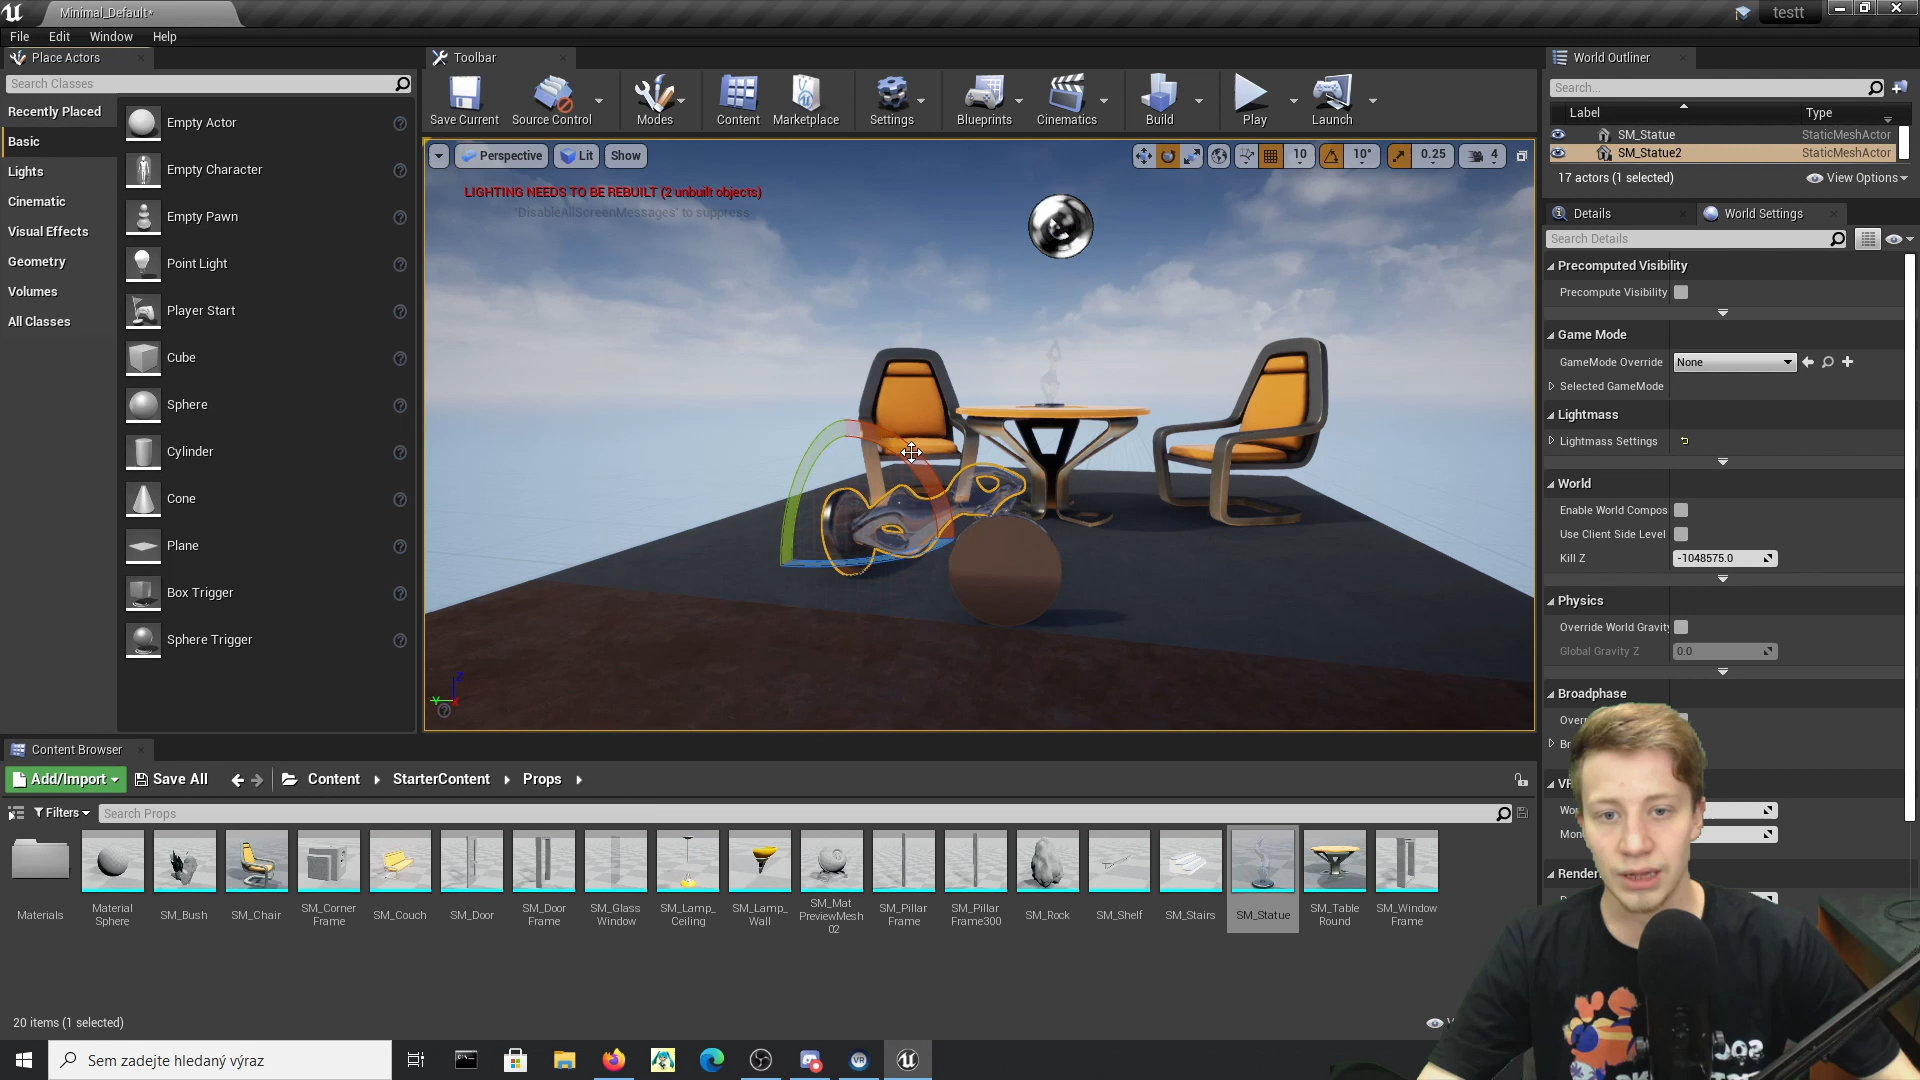 Minimal_Default*
testt
File Edit Window Help
Place Actors
Search Classes
Recently Placed
Basic
Lights
Cinematic
Visual Effects
Geometry
Volumes
All Classes
Empty Actor
Empty Character
Empty Pawn
Point Light
Player Start
Cube
Sphere
Cylinder
Cone
Plane
Box Trigger
Sphere Trigger
Toolbar
Save Current
Source Control
Modes
Content
Marketplace
Settings
Blueprints
Cinematics
Build
Play
Launch
Perspective
Lit
Show
10
10°
0.25
4
LIGHTING NEEDS TO BE REBUILT (2 unbuilt objects)
'DisableAllScreenMessages' to suppress
World Outliner
Search...
Label
Type
SM_Statue
StaticMeshActor
SM_Statue2
StaticMeshActor
17 actors (1 selected)
View Options
Details
World Settings
Search Details
Precomputed Visibility
Precompute Visibility
Game Mode
GameMode Override
None
Selected GameMode
Lightmass
Lightmass Settings
World
Enable World Compos
Use Client Side Level
Kill Z
-1048575.0
Physics
Override World Gravity
Global Gravity Z
0.0
Broadphase
Content Browser
Add/Import
Save All
Content
StarterContent
Props
Filters
Search Props
Materials
Material Sphere
SM_Bush
SM_Chair
SM_Corner Frame
SM_Couch
SM_Door
SM_Door Frame
SM_Glass Window
SM_Lamp_ Ceiling
SM_Lamp_ Wall
SM_Mat PreviewMesh 02
SM_Pillar Frame
SM_Pillar Frame300
SM_Rock
SM_Shelf
SM_Stairs
SM_Statue
SM_Table Round
SM_Window Frame
20 items (1 selected)
Sem zadejte hledaný výraz